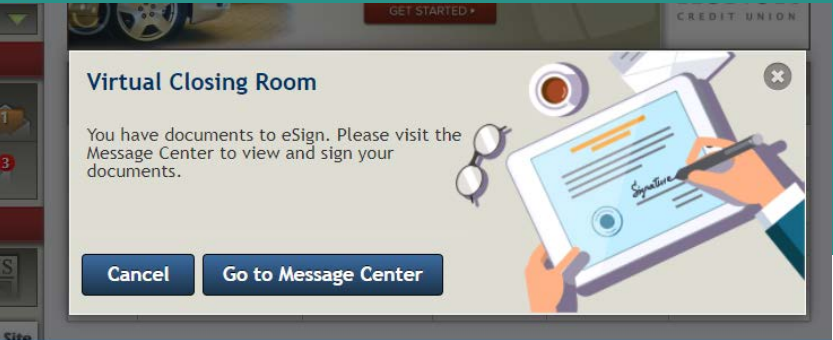 GET STARTED
CREDIT UNION
Virtual Closing Room
You have documents to eSign. Please visit the
Message Center to view and sign your
documents.
Signature
1
3
Cancel
Go to Message Center
S
Site